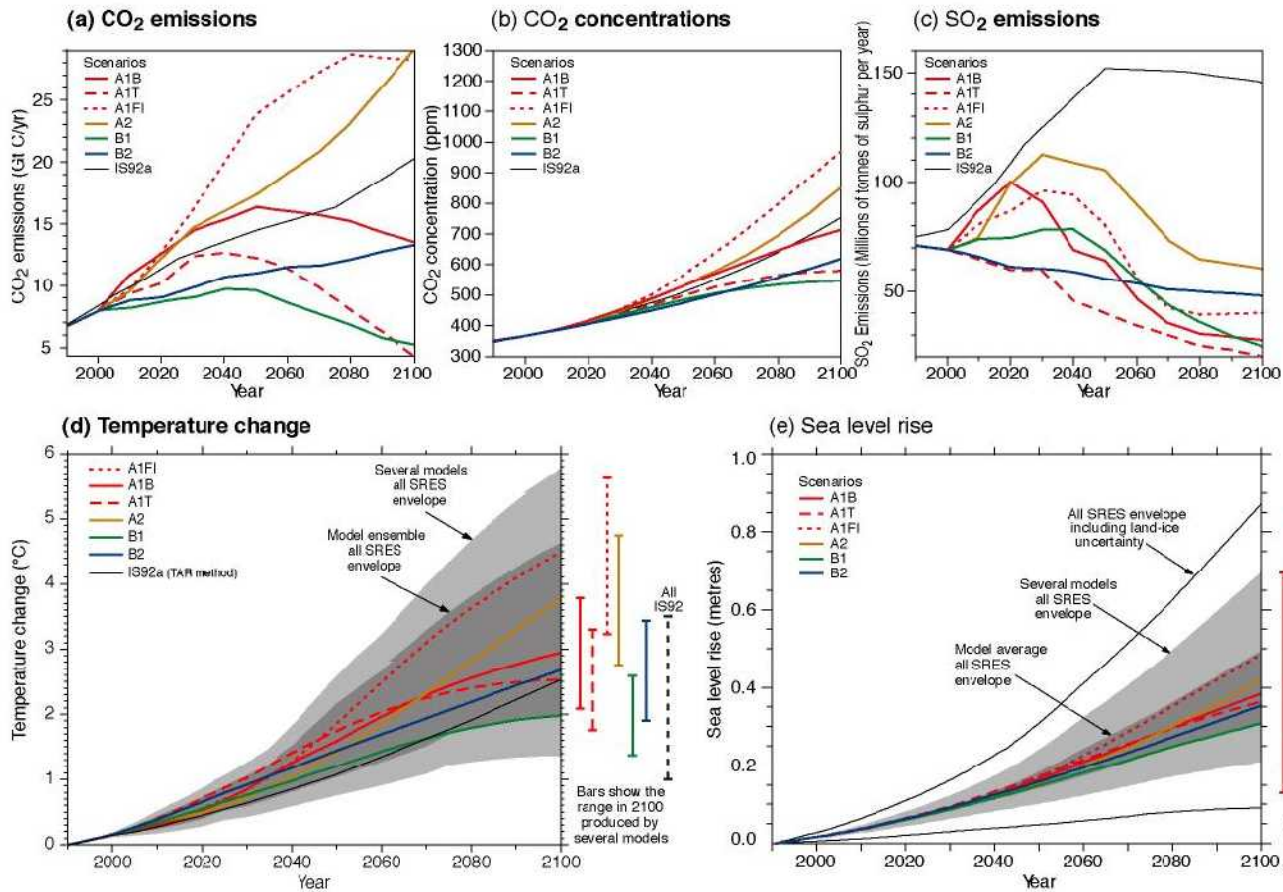 (a) CO2 emissions
CO2 emissions (Gt C/yr)
25
20
15
10
5
Scenarios
A1B
A1T
A1FI
A2
B1
B2
IS92a
2000 2020 2040 2060 2080 2100
Year
(b) CO2 concentrations
CO2 concentration (ppm)
1300
1200
1100
1000
900
800
700
600
500
400
300
Scenarios
A1B
A1T
A1FI
A2
B1
B2
IS92a
2000 2020 2040 2060 2080 2100
Year
(c) SO2 emissions
SO2 Emissions (Millions of tonnes of sulphur per year)
150
100
50
Scenarios
A1B
A1T
A1FI
A2
B1
B2
IS92a
2000 2020 2040 2060 2080 2100
Year
(d) Temperature change
Temperature change (°C)
6
5
4
3
2
1
0
A1FI
A1B
A1T
A2
B1
B2
IS92a (TAR method)
Several models
all SRES
envelope
Model ensemble
all SRES
envelope
All
IS92
Bars show the
range in 2100
produced by
several models
2000 2020 2040 2060 2080 2100
Year
(e) Sea level rise
Sea level rise (metres)
1.0
0.8
0.6
0.4
0.2
0.0
Scenarios
A1B
A1T
A1FI
A2
B1
B2
All SRES envelope
including land-ice
uncertainty
Several models
all SRES
envelope
Model average
all SRES
envelope
2000 2020 2040 2060 2080 2100
Year